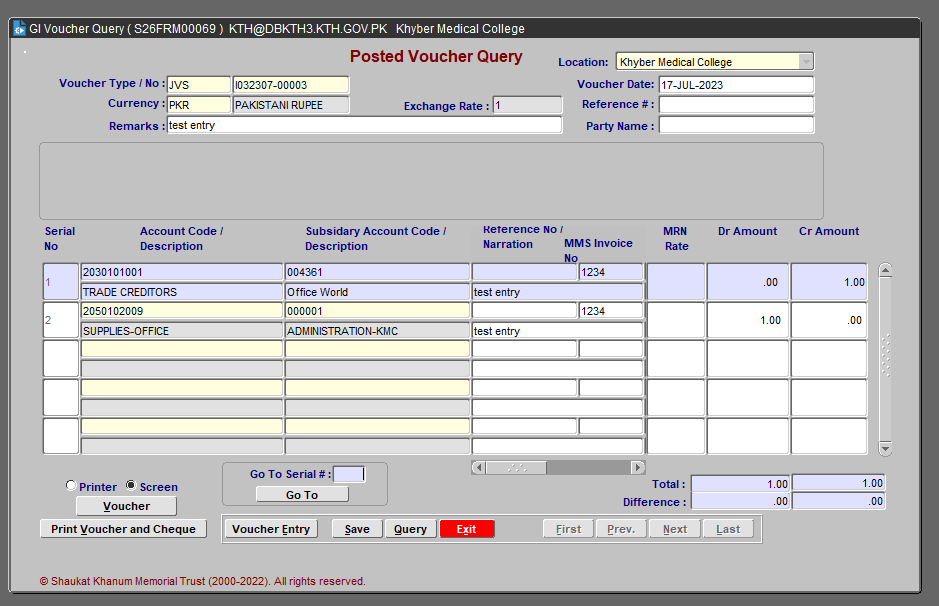 GI Voucher Query ( S26FRM00069 )  KTH@DBKTH3.KTH.GOV.PK  Khyber Medical College
Posted Voucher Query
Location: Khyber Medical College
Voucher Type / No : JVS I032307-00003
Voucher Date: 17-JUL-2023
Currency : PKR PAKISTANI RUPEE
Exchange Rate : 1
Reference # :
Remarks : test entry
Party Name :
Serial No
Account Code / Description
Subsidary Account Code / Description
Reference No / Narration
MMS Invoice No
MRN Rate
Dr Amount
Cr Amount
1 2030101001 004361 1234 .00 1.00
TRADE CREDITORS Office World test entry
2 2050102009 000001 1234 1.00 .00
SUPPLIES-OFFICE ADMINISTRATION-KMC test entry
Go To Serial # :
Go To
Printer Screen
Voucher
Total : 1.00 1.00
Difference : .00 .00
Print Voucher and Cheque
Voucher Entry Save Query Exit First Prev. Next Last
© Shaukat Khanum Memorial Trust (2000-2022). All rights reserved.